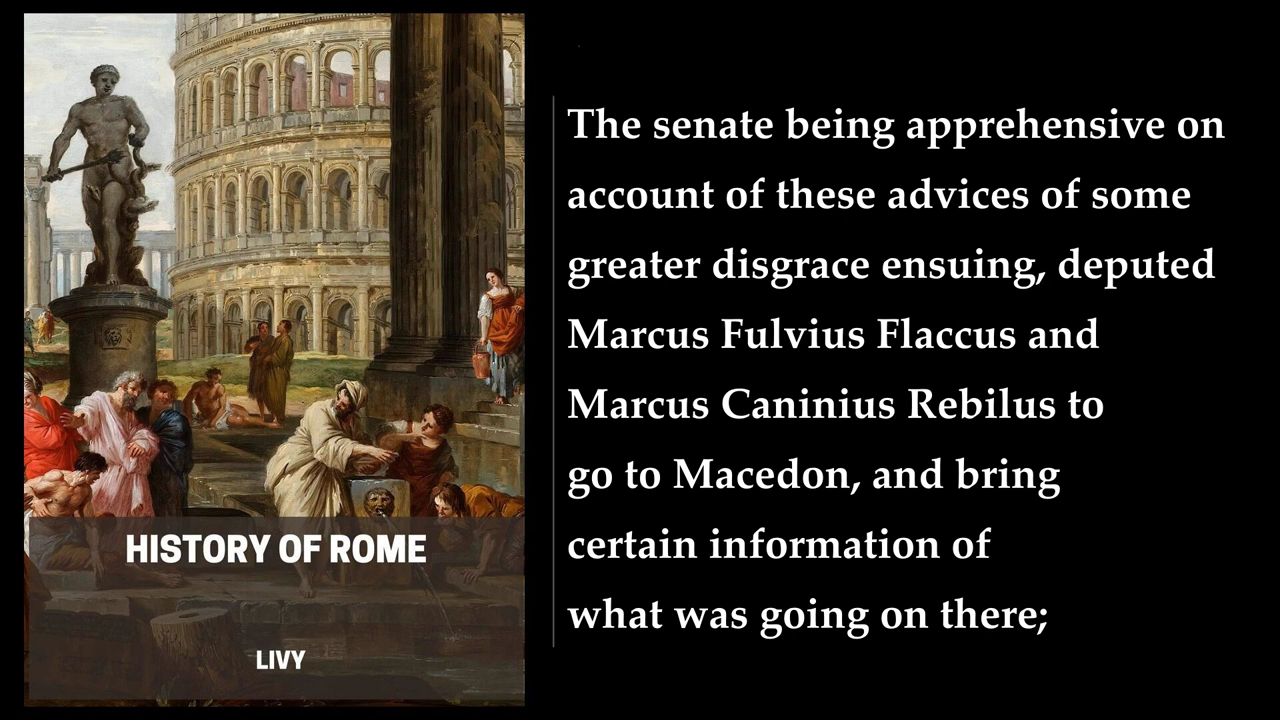 HISTORY OF ROME
LIVY
The senate being apprehensive on
account of these advices of some
greater disgrace ensuing, deputed
Marcus Fulvius Flaccus and
Marcus Caninius Rebilus to
go to Macedon, and bring
certain information of
what was going on there;